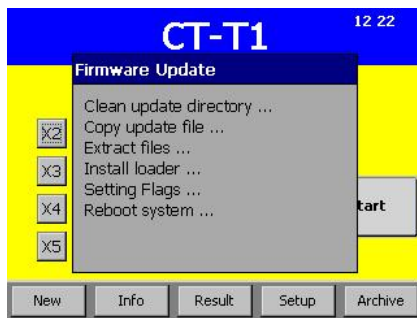 CT-T1
12 22
Firmware Update
Clean update directory ...
Copy update file ...
Extract files ...
Install loader ...
Setting Flags ...
Reboot system ...
X2
X3
X4
X5
tart
New
Info
Result
Setup
Archive